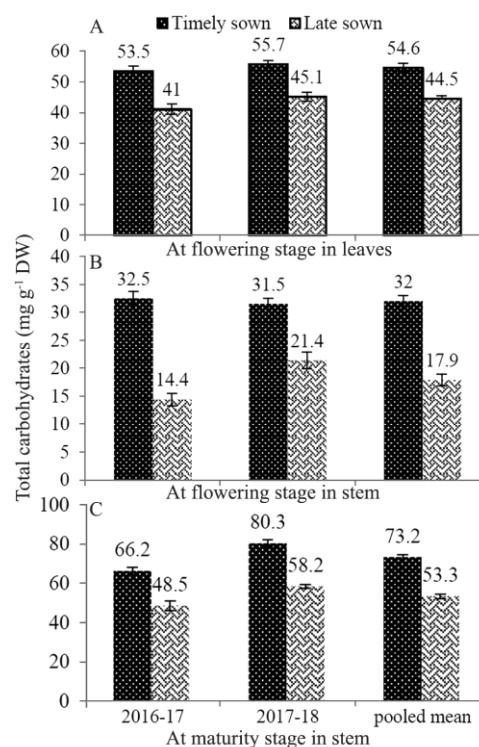 Timely sown Late sown
A
53.5 41 55.7 45.1 54.6 44.5
60
50
40
30
20
10
0
At flowering stage in leaves
B
32.5 14.4 31.5 21.4 32 17.9
40
35
30
25
20
15
10
5
0
At flowering stage in stem
C
66.2 48.5 80.3 58.2 73.2 53.3
100
80
60
40
20
0
2016-17 2017-18 pooled mean
At maturity stage in stem
Total carbohydrates (mg g⁻¹ DW)